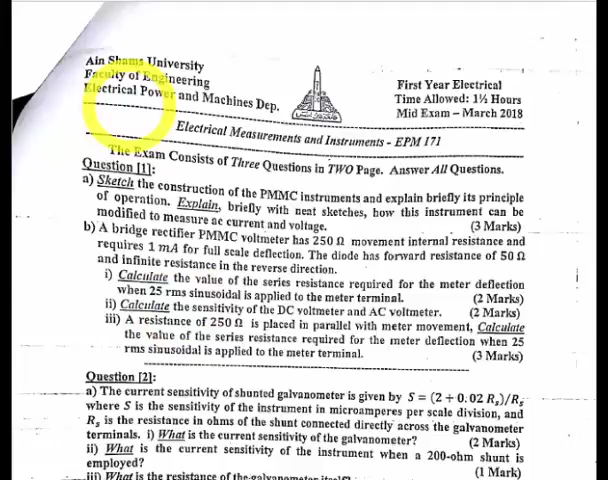 Ain Shams University
Faculty of Engineering
Electrical Power and Machines Dep.
First Year Electrical
Time Allowed: 1½ Hours
Mid Exam – March 2018
Electrical Measurements and Instruments - EPM 171
The Exam Consists of Three Questions in TWO Page. Answer All Questions.
Question [1]:
a) Sketch the construction of the PMMC instruments and explain briefly its principle
of operation. Explain, briefly with neat sketches, how this instrument can be
modified to measure ac current and voltage. (3 Marks)
b) A bridge rectifier PMMC voltmeter has 250 Ω movement internal resistance and
requires 1 mA for full scale deflection. The diode has forward resistance of 50 Ω
and infinite resistance in the reverse direction.
i) Calculate the value of the series resistance required for the meter deflection
when 25 rms sinusoidal is applied to the meter terminal. (2 Marks)
ii) Calculate the sensitivity of the DC voltmeter and AC voltmeter. (2 Marks)
iii) A resistance of 250 Ω is placed in parallel with meter movement, Calculate
the value of the series resistance required for the meter deflection when 25
rms sinusoidal is applied to the meter terminal. (3 Marks)
Question [2]:
a) The current sensitivity of shunted galvanometer is given by S = (2 + 0.02 Rs)/Rs
where S is the sensitivity of the instrument in microamperes per scale division, and
Rs is the resistance in ohms of the shunt connected directly across the galvanometer
terminals. i) What is the current sensitivity of the galvanometer? (2 Marks)
ii) What is the current sensitivity of the instrument when a 200-ohm shunt is
employed? (1 Mark)
iii) What is the resistance of the galvanometer itself?